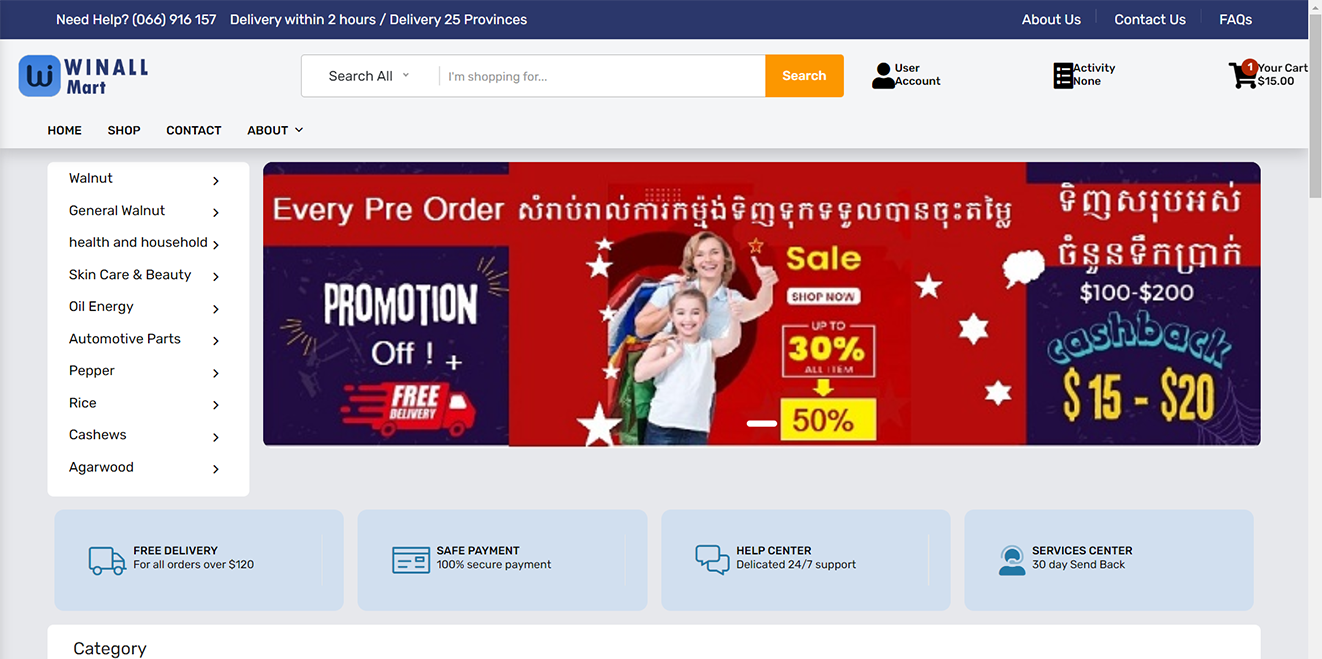 Need Help? (066) 916 157 Delivery within 2 hours / Delivery 25 Provinces
About Us Contact Us FAQs
WINALL
Mart
Search All I'm shopping for... Search
User
Account
Activity
None
1
Your Cart
$15.00
HOME SHOP CONTACT ABOUT
Walnut
General Walnut
health and household
Skin Care & Beauty
Oil Energy
Automotive Parts
Pepper
Rice
Cashews
Agarwood
Every Pre Order សំរាប់រាល់ការកម្ម៉ង់ទិញទុកទទួលបានចុះតម្លៃ
PROMOTION
Off ! +
FREE
DELIVERY
Sale
SHOP NOW
UP TO
30%
ALL ITEM
50%
ទិញសរុបអស់
ចំនួនទឹកប្រាក់
$100-$200
cashback
$ 15 - $20
FREE DELIVERY
For all orders over $120
SAFE PAYMENT
100% secure payment
HELP CENTER
Delicated 24/7 support
SERVICES CENTER
30 day Send Back
Category